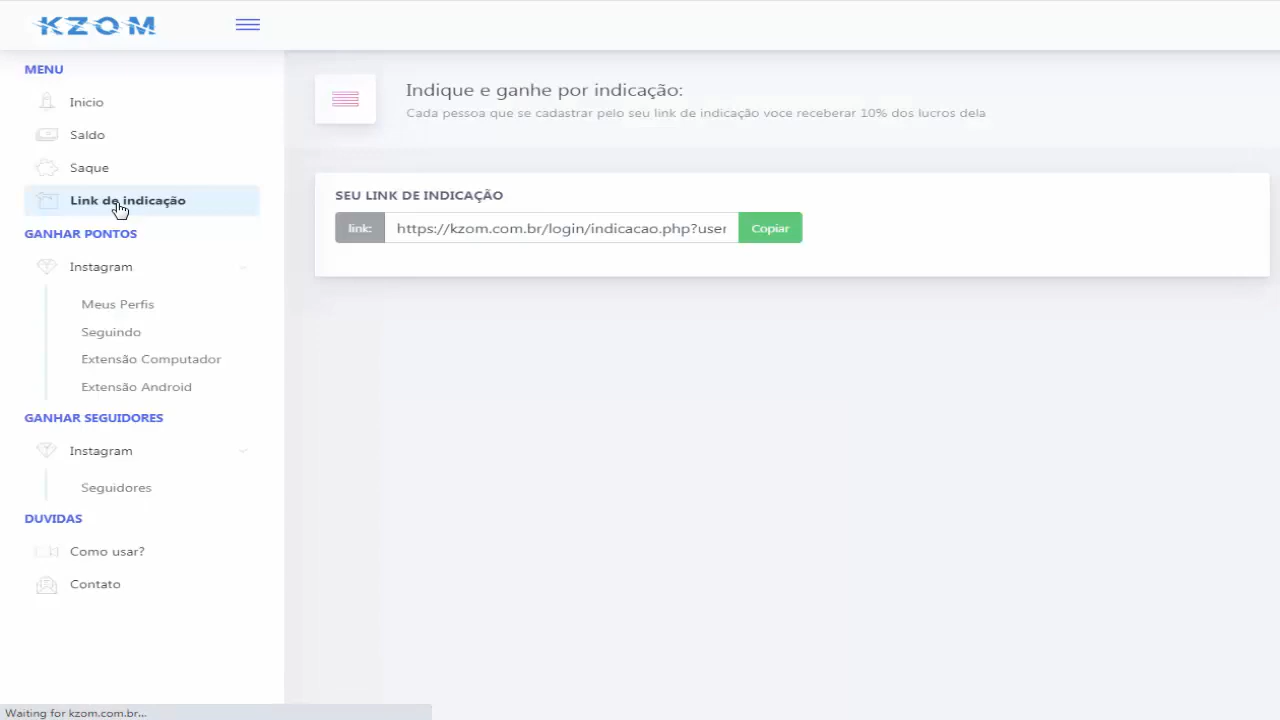 KZOM
MENU
Inicio
Saldo
Saque
Link de indicação
GANHAR PONTOS
Instagram
Meus Perfis
Seguindo
Extensão Computador
Extensão Android
GANHAR SEGUIDORES
Instagram
Seguidores
DUVIDAS
Como usar?
Contato
Indique e ganhe por indicação:
Cada pessoa que se cadastrar pelo seu link de indicação voce receberar 10% dos lucros dela
SEU LINK DE INDICAÇÃO
link: https://kzom.com.br/login/indicacao.php?user Copiar
Waiting for kzom.com.br...